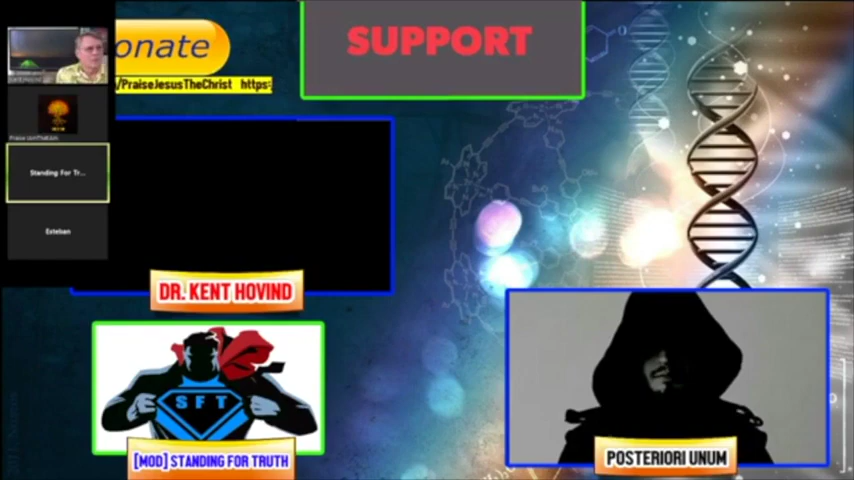 onate
SUPPORT
/PraiseJesusTheChrist https:
Standing For Tr...
Esteban
DR. KENT HOVIND
SFT
[MOD] STANDING FOR TRUTH
POSTERIORI UNUM